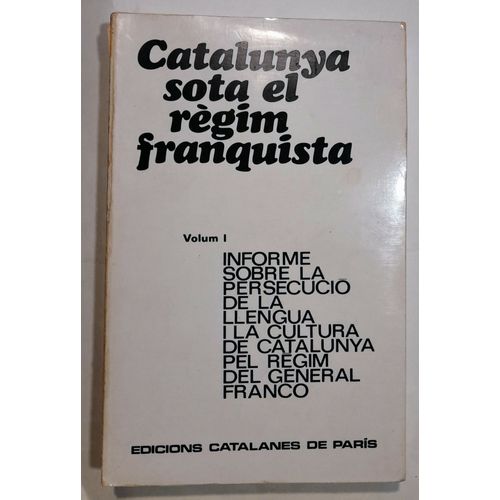 Catalunya
sota el
règim
franquista
Volum I
INFORME
SOBRE LA
PERSECUCIÓ
DE LA
LLENGUA
I LA CULTURA
DE CATALUNYA
PEL RÈGIM
DEL GENERAL
FRANCO
EDICIONS CATALANES DE PARÍS